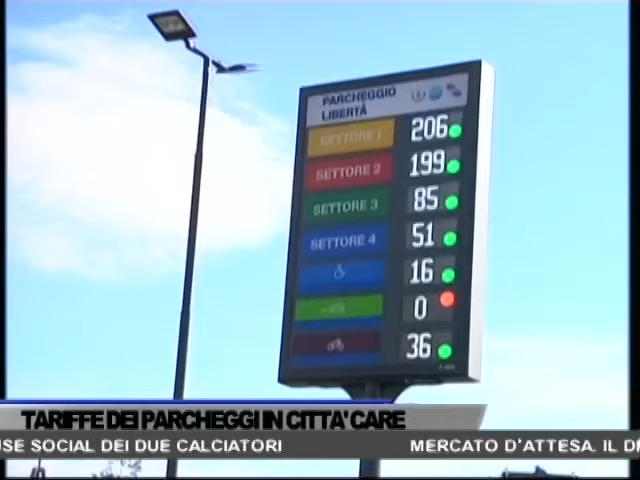 PARCHEGGIO
LIBERTÀ
SETTORE 1 206
SETTORE 2 199
SETTORE 3 85
SETTORE 4 51
16
0
36
TARIFFE DEI PARCHEGGI IN CITTA' CARE
USE SOCIAL DEI DUE CALCIATORI MERCATO D'ATTESA. IL